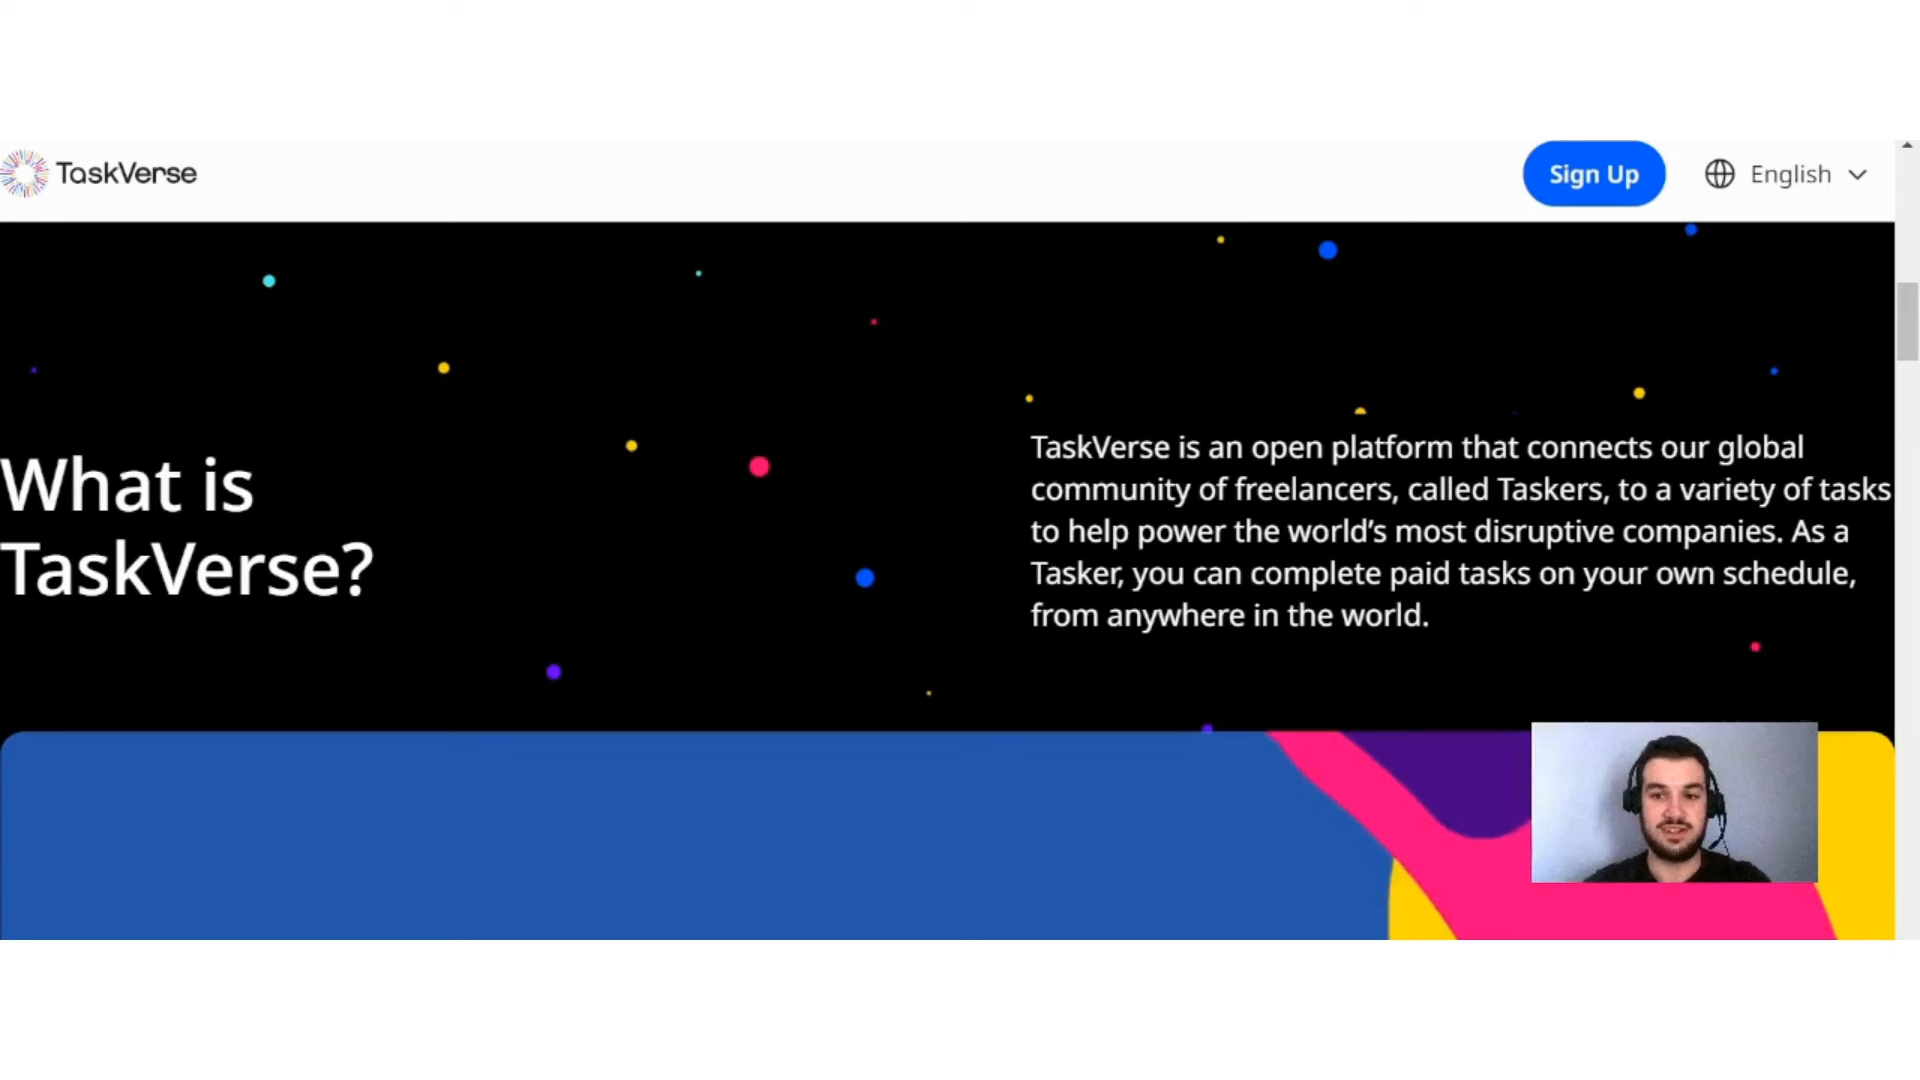 TaskVerse
Sign Up
English
What is
TaskVerse?
TaskVerse is an open platform that connects our global
community of freelancers, called Taskers, to a variety of tasks
to help power the world’s most disruptive companies. As a
Tasker, you can complete paid tasks on your own schedule,
from anywhere in the world.